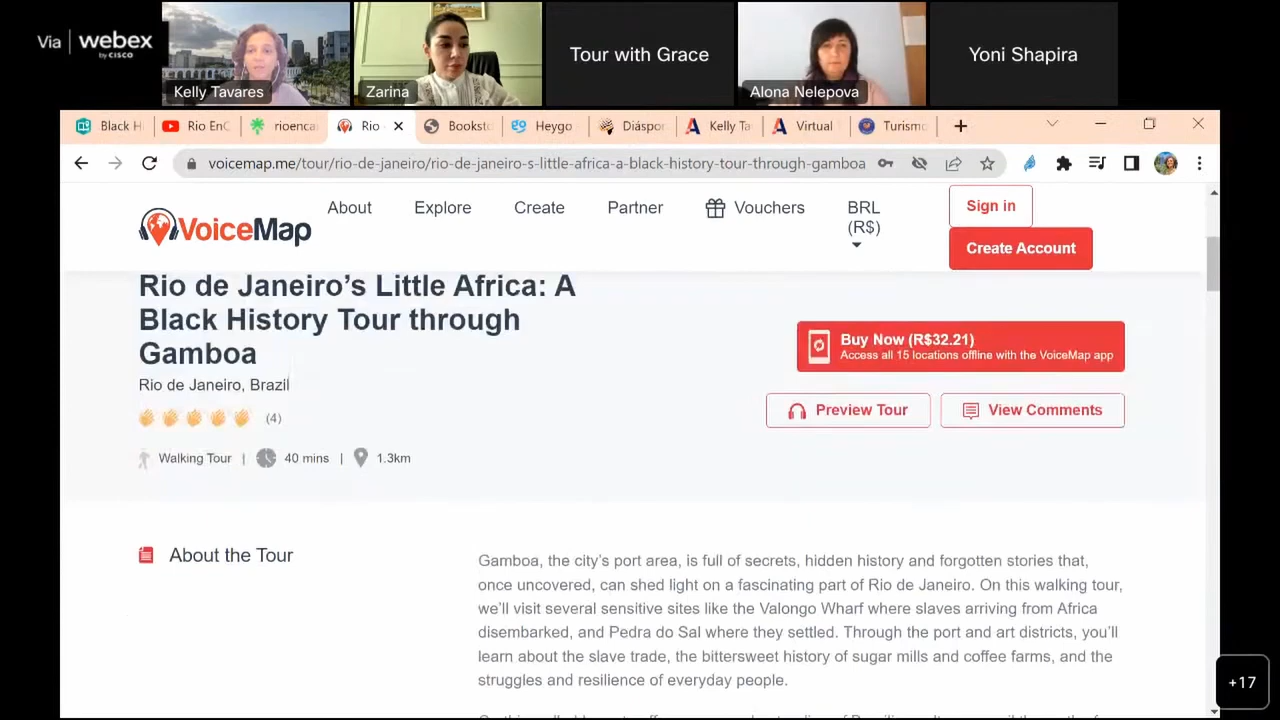 Via webex
by CISCO
Kelly Tavares
Zarina
Tour with Grace
Alona Nelepova
Yoni Shapira
Black H
Rio EnC
rioenca
Rio
Bookst
Heygo
Diáspor
Kelly Ta
Virtual
Turismo
voicemap.me/tour/rio-de-janeiro/rio-de-janeiro-s-little-africa-a-black-history-tour-through-gamboa
VoiceMap
About
Explore
Create
Partner
Vouchers
BRL
(R$)
Sign in
Create Account
Rio de Janeiro’s Little Africa: A
Black History Tour through
Gamboa
Rio de Janeiro, Brazil
(4)
Walking Tour | 40 mins | 1.3km
Buy Now (R$32.21)
Access all 15 locations offline with the VoiceMap app
Preview Tour
View Comments
About the Tour
Gamboa, the city’s port area, is full of secrets, hidden history and forgotten stories that,
once uncovered, can shed light on a fascinating part of Rio de Janeiro. On this walking tour,
we’ll visit several sensitive sites like the Valongo Wharf where slaves arriving from Africa
disembarked, and Pedra do Sal where they settled. Through the port and art districts, you’ll
learn about the slave trade, the bittersweet history of sugar mills and coffee farms, and the
struggles and resilience of everyday people.
+17